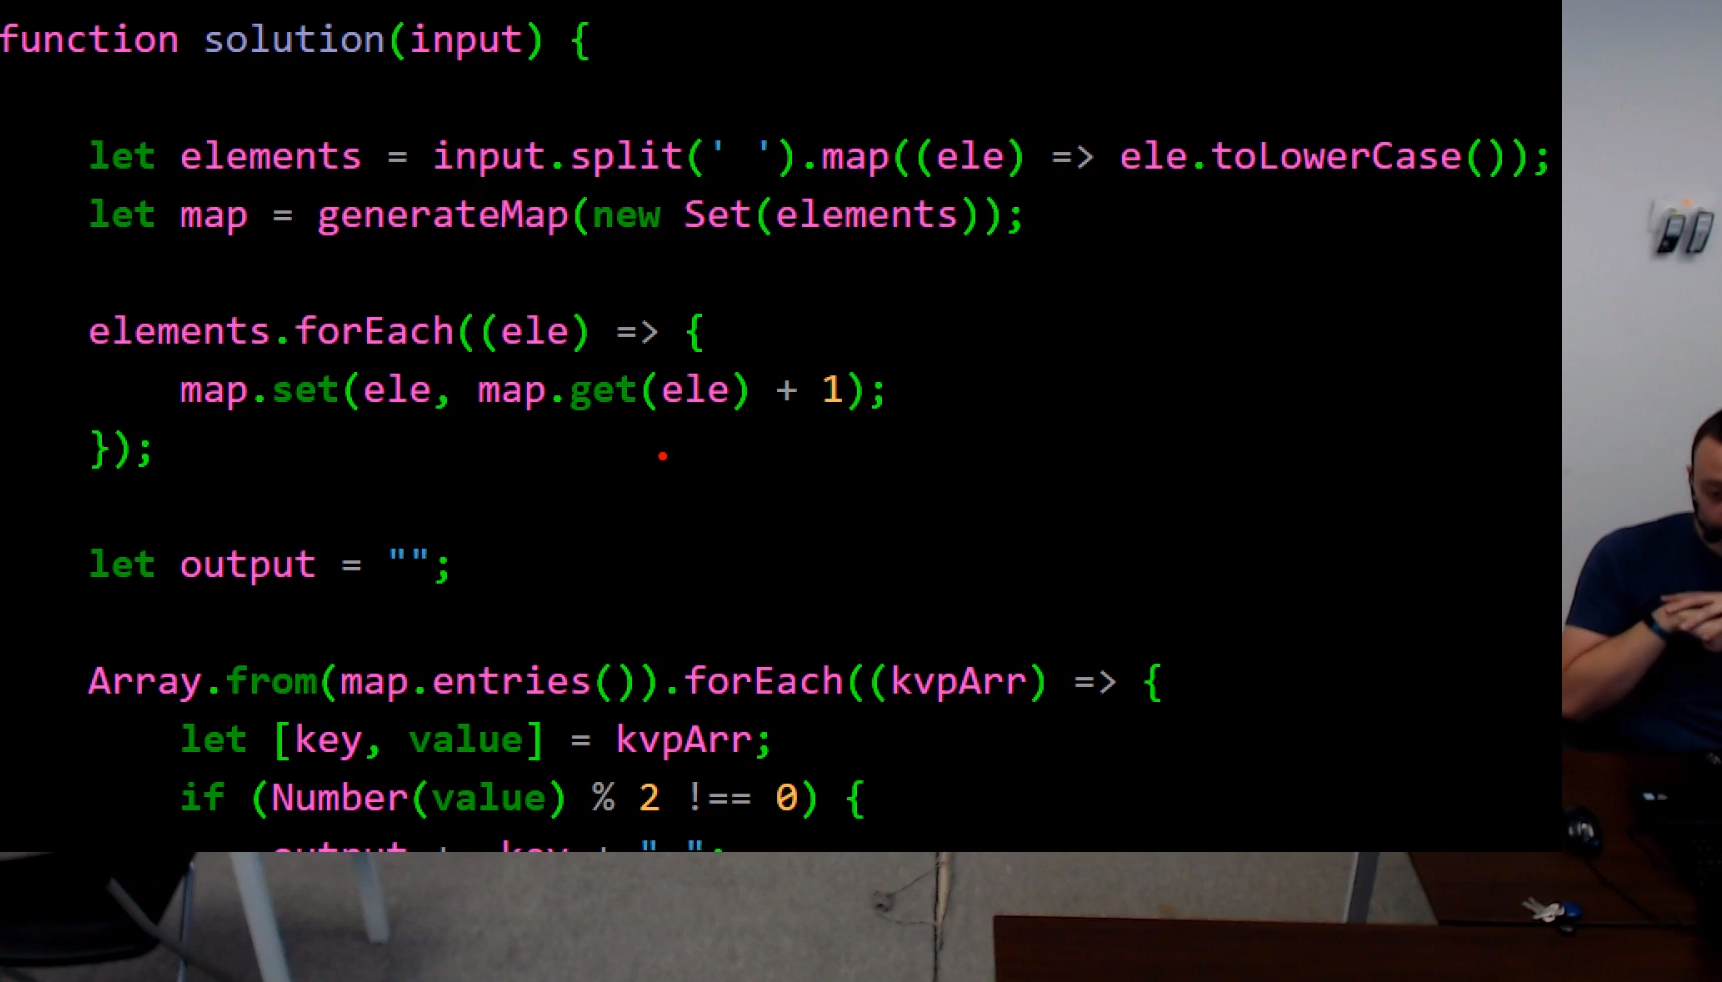 function solution(input) {
let elements = input.split(' ').map((ele) => ele.toLowerCase());
let map = generateMap(new Set(elements));
elements.forEach((ele) => {
map.set(ele, map.get(ele) + 1);
});
let output = "";
Array.from(map.entries()).forEach((kvpArr) => {
let [key, value] = kvpArr;
if (Number(value) % 2 !== 0) {